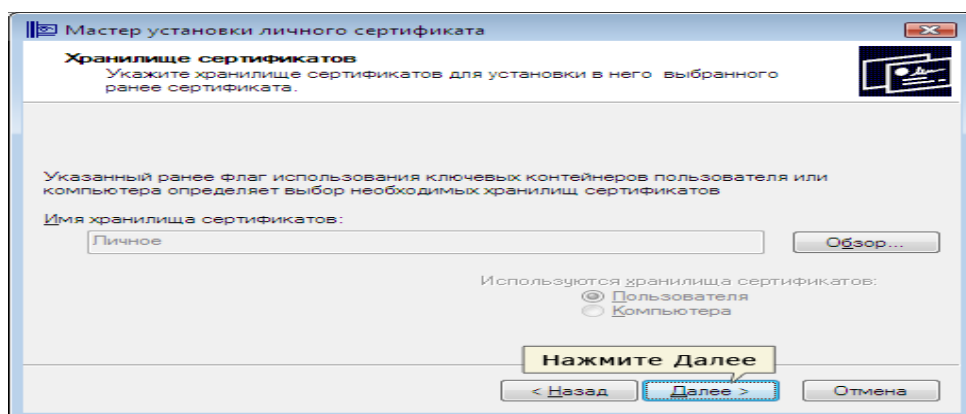 Мастер установки личного сертификата
Хранилище сертификатов
Укажите хранилище сертификатов для установки в него выбранного
ранее сертификата.
Указанный ранее флаг использования ключевых контейнеров пользователя или
компьютера определяет выбор необходимых хранилищ сертификатов
Имя хранилища сертификатов:
Личное
Обзор...
Используются хранилища сертификатов:
Пользователя
Компьютера
Нажмите Далее
< Назад Далее > Отмена